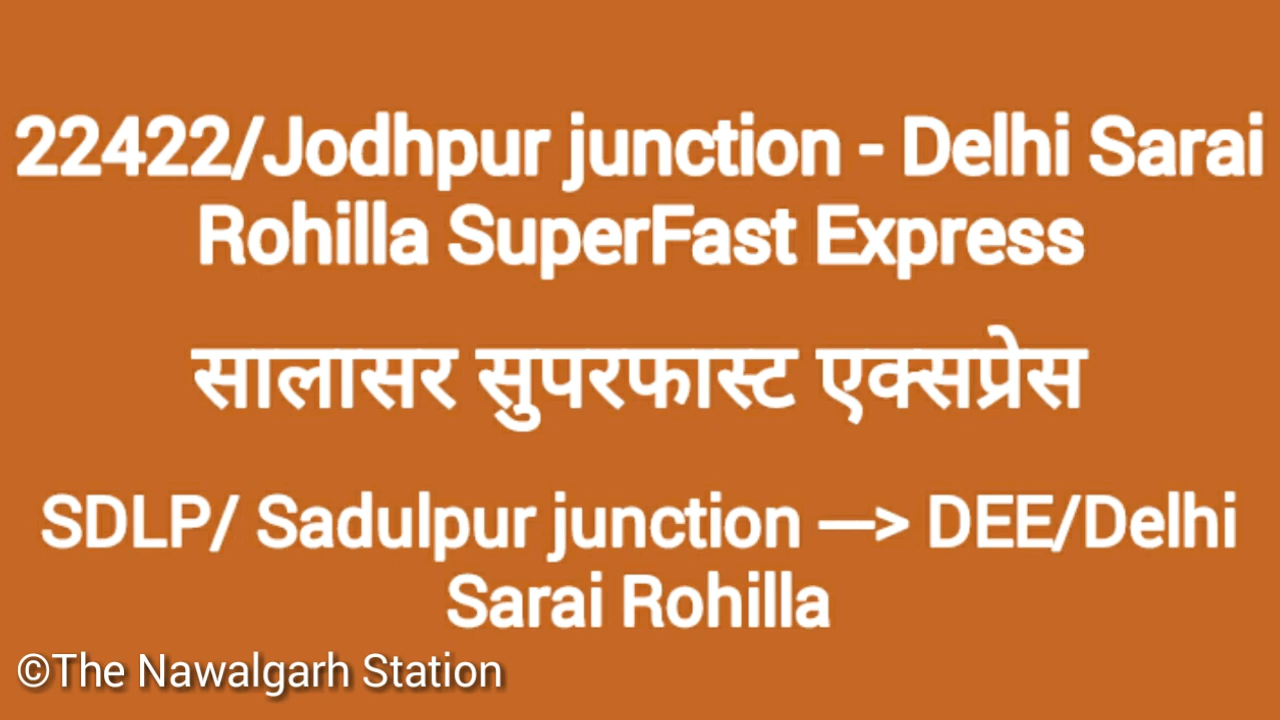 22422/Jodhpur junction - Delhi Sarai
Rohilla SuperFast Express
सालासर सुपरफास्ट एक्सप्रेस
SDLP/ Sadulpur junction —> DEE/Delhi
Sarai Rohilla
©The Nawalgarh Station